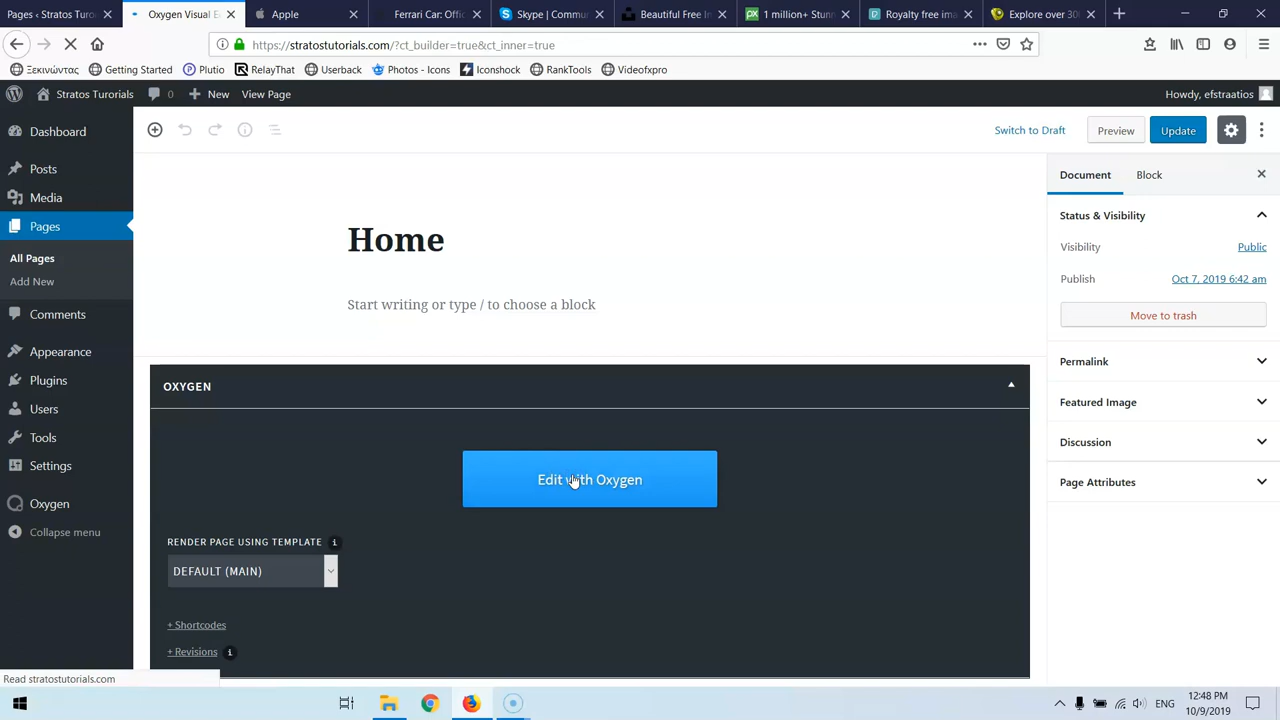 Pages < Stratos Tutor
Oxygen Visual E
Apple
Ferrari Car: Offic
Skype | Commu
Beautiful Free In
1 million+ Stun
Royalty free ima
Explore over 300
https://stratostutorials.com/?ct_builder=true&ct_inner=true
Ξεκινώντας
Getting Started
Plutio
RelayThat
Userback
Photos - Icons
Iconshock
RankTools
Videofxpro
Stratos Tutorials
0
New
View Page
Howdy, efstraatios
Dashboard
Posts
Media
Pages
All Pages
Add New
Comments
Appearance
Plugins
Users
Tools
Settings
Oxygen
Collapse menu
Switch to Draft
Preview
Update
Home
Start writing or type / to choose a block
OXYGEN
Edit with Oxygen
RENDER PAGE USING TEMPLATE i
DEFAULT (MAIN)
+ Shortcodes
+ Revisions i
Document
Block
Status & Visibility
Visibility
Public
Publish
Oct 7, 2019 6:42 am
Move to trash
Permalink
Featured Image
Discussion
Page Attributes
Read stratostutorials.com
ENG
12:48 PM
10/9/2019